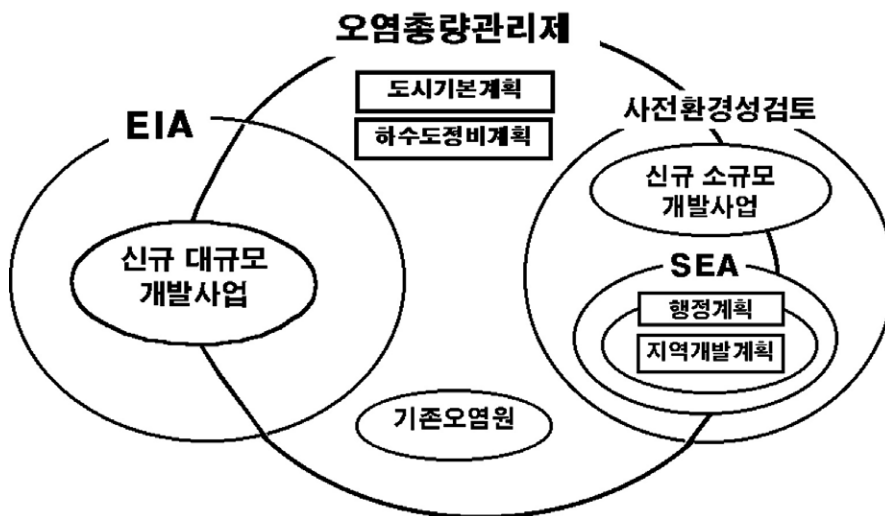 오염총량관리제
도시기본계획
하수도정비계획
EIA
사전환경성검토
신규 소규모
개발사업
신규 대규모
개발사업
SEA
행정계획
지역개발계획
기존오염원